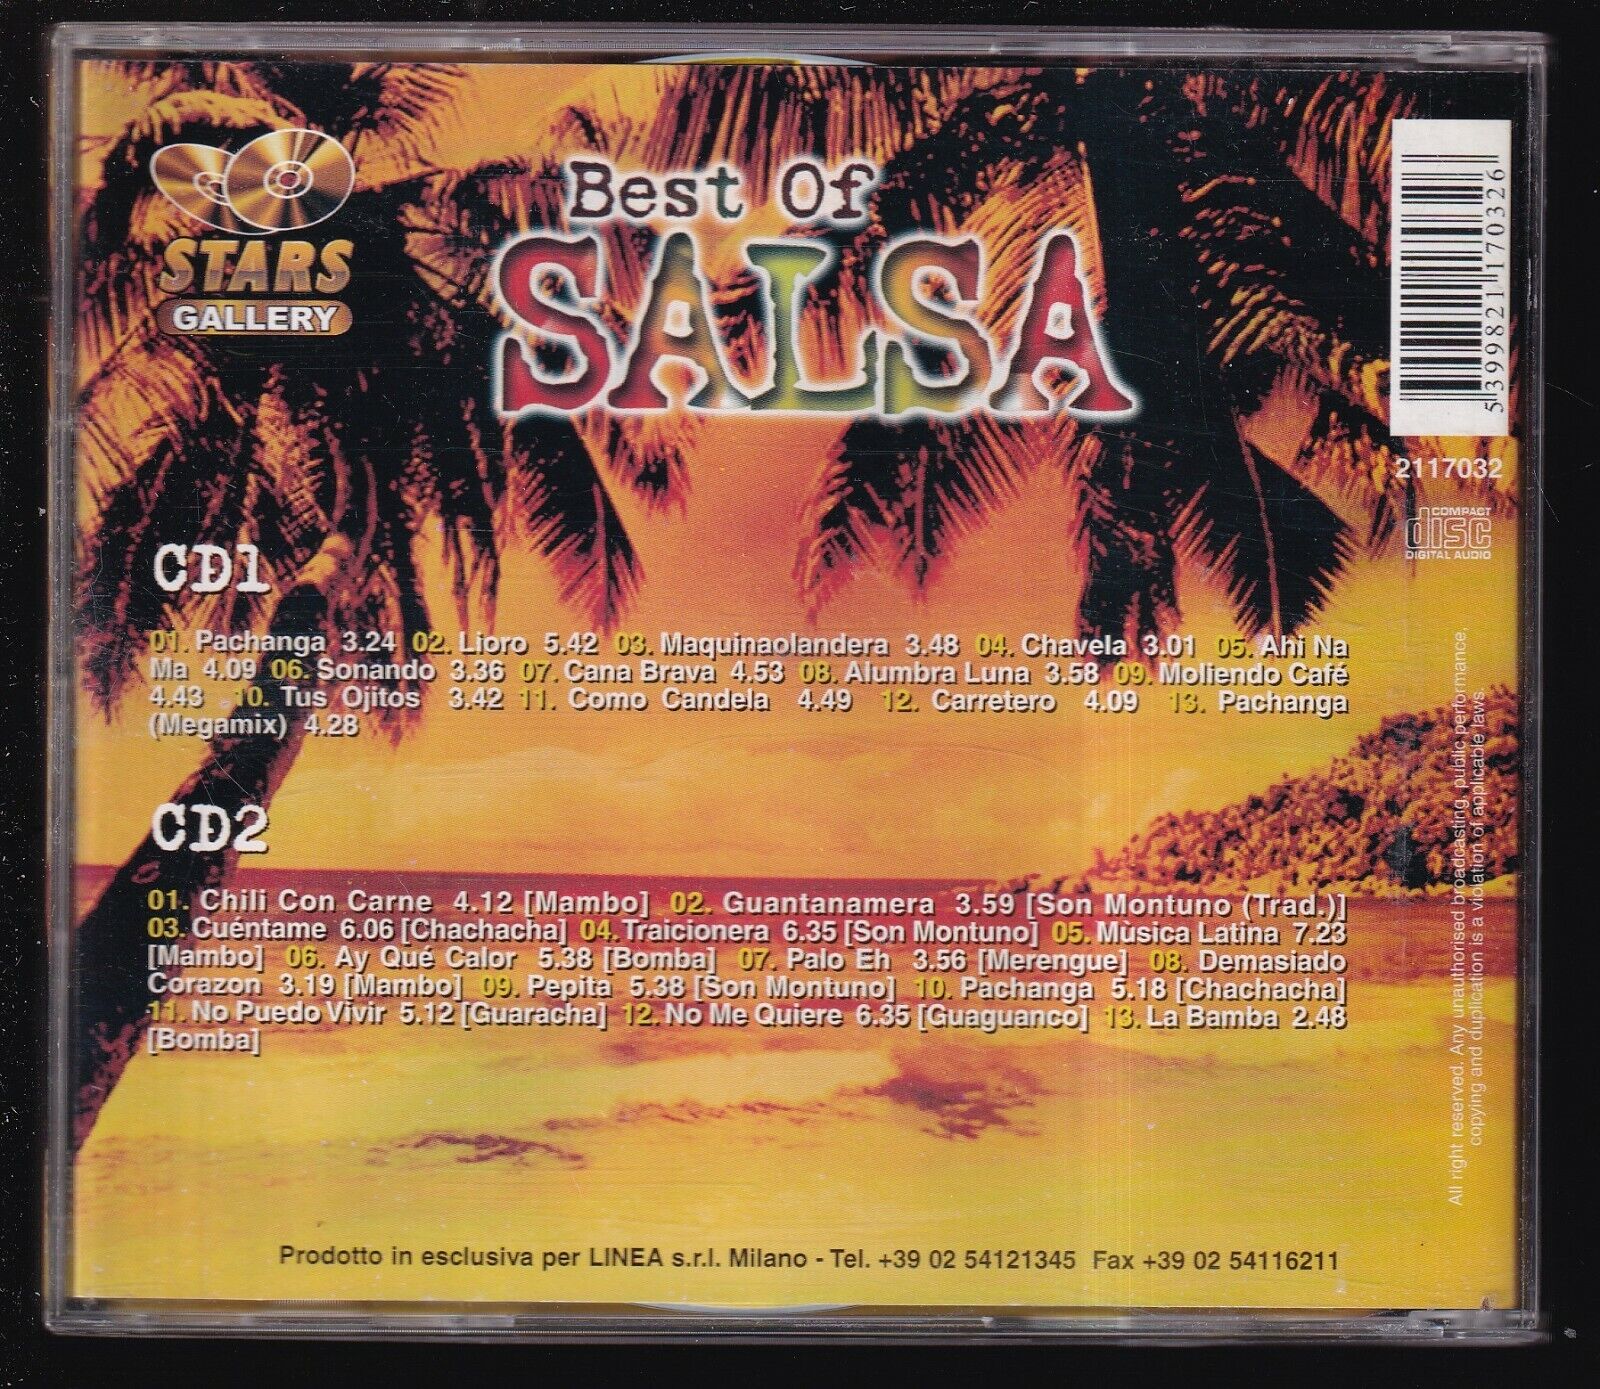 STARS
GALLERY
Best Of
SALSA
5 399821 170326
2117032
COMPACT
disc
DIGITAL AUDIO
CD1
01. Pachanga 3.24 02. Lioro 5.42 03. Maquinaolandera 3.48 04. Chavela 3.01 05. Ahi Na
Ma 4.09 06. Sonando 3.36 07. Cana Brava 4.53 08. Alumbra Luna 3.58 09. Moliendo Café
4.43 10. Tus Ojitos 3.42 11. Como Candela 4.49 12. Carretero 4.09 13. Pachanga
(Megamix) 4.28
CD2
01. Chili Con Carne 4.12 [Mambo] 02. Guantanamera 3.59 [Son Montuno (Trad.)]
03. Cuéntame 6.06 [Chachacha] 04. Traicionera 6.35 [Son Montuno] 05. Mùsica Latina 7.23
[Mambo] 06. Ay Qué Calor 5.38 [Bomba] 07. Palo Eh 3.56 [Merengue] 08. Demasiado
Corazon 3.19 [Mambo] 09. Pepita 5.38 [Son Montuno] 10. Pachanga 5.18 [Chachacha]
11. No Puedo Vivir 5.12 [Guaracha] 12. No Me Quiere 6.35 [Guaguanco] 13. La Bamba 2.48
[Bomba]
All right reserved. Any unauthorised broadcasting, public performance,
copying and duplication is a violation of applicable laws.
Prodotto in esclusiva per LINEA s.r.l. Milano - Tel. +39 02 54121345 Fax +39 02 54116211